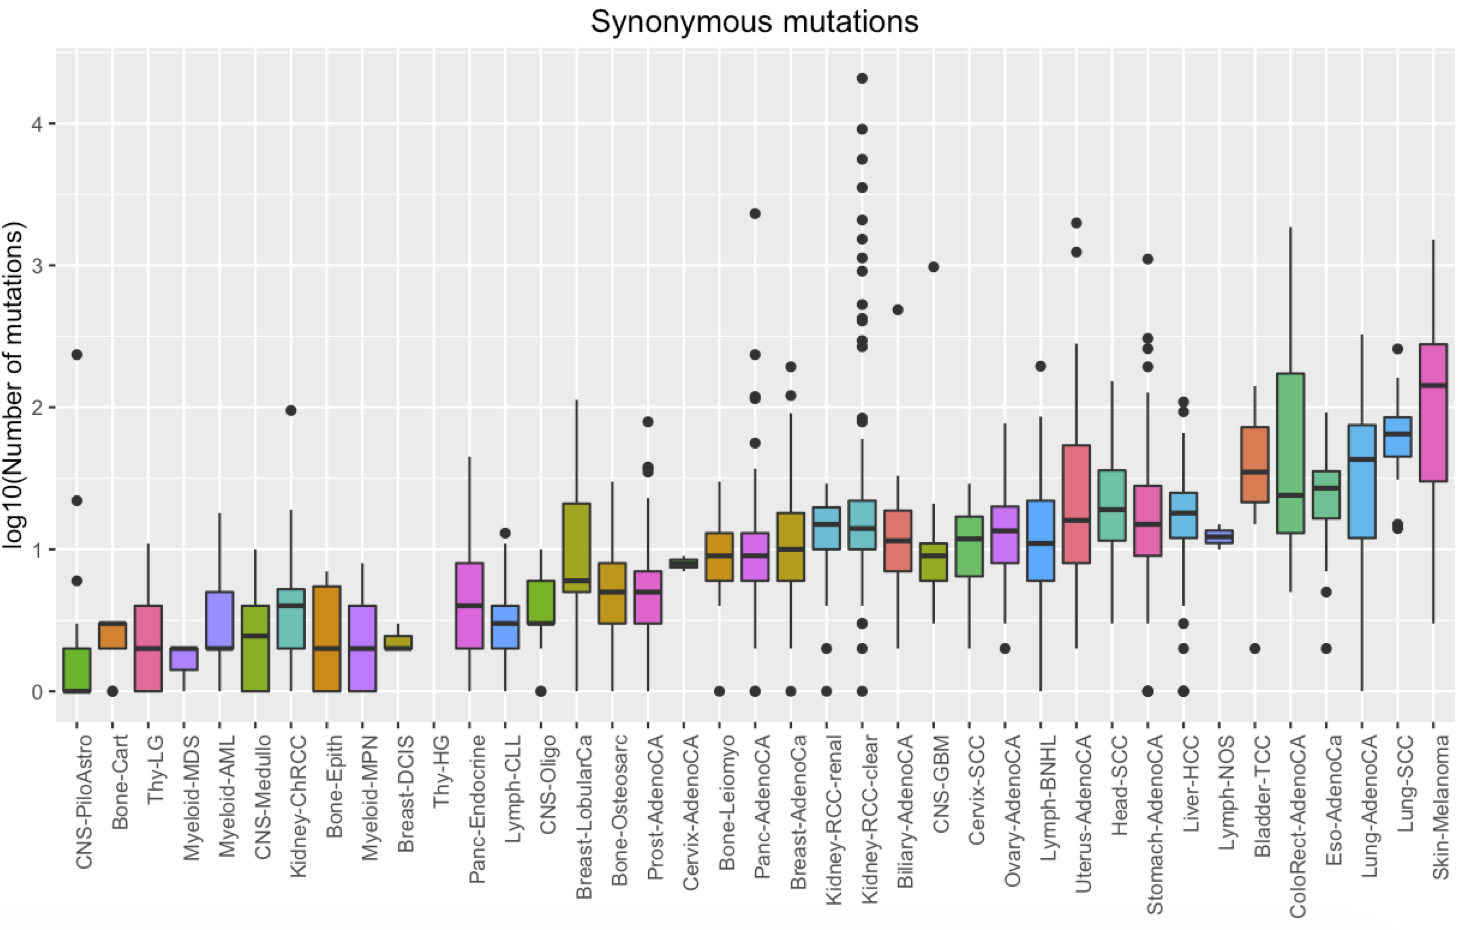 Synonymous mutations
log10(Number of mutations)
4
3
2
1
0
CNS-PiloAstro
Bone-Cart
Thy-LG
Myeloid-MDS
Myeloid-AML
CNS-Medullo
Kidney-ChRCC
Bone-Epith
Myeloid-MPN
Breast-DCIS
Thy-HG
Panc-Endocrine
Lymph-CLL
CNS-Oligo
Breast-LobularCa
Bone-Osteosarc
Prost-AdenoCA
Cervix-AdenoCA
Bone-Leiomyo
Panc-AdenoCA
Breast-AdenoCa
Kidney-RCC-renal
Kidney-RCC-clear
Biliary-AdenoCA
CNS-GBM
Cervix-SCC
Ovary-AdenoCA
Lymph-BNHL
Uterus-AdenoCA
Head-SCC
Stomach-AdenoCA
Liver-HCC
Lymph-NOS
Bladder-TCC
ColoRect-AdenoCA
Eso-AdenoCa
Lung-AdenoCA
Lung-SCC
Skin-Melanoma